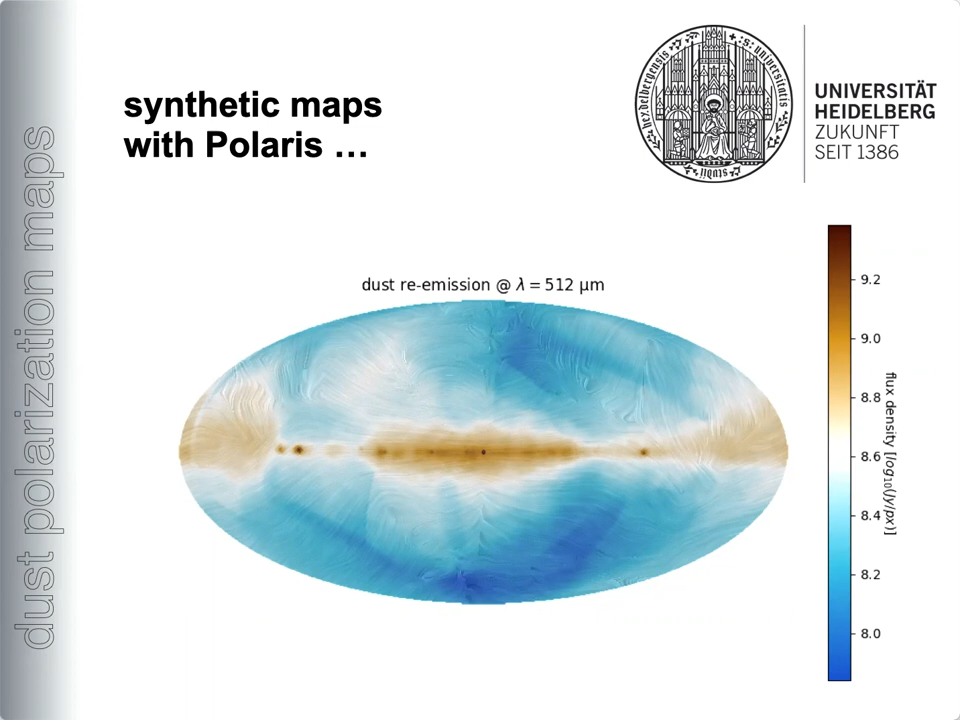 dust polarization maps
synthetic maps
with Polaris …
UNIVERSITÄT
HEIDELBERG
ZUKUNFT
SEIT 1386
dust re-emission @ λ = 512 μm
9.2
9.0
8.8
8.6
8.4
8.2
8.0
flux density [log10(Jy/px)]